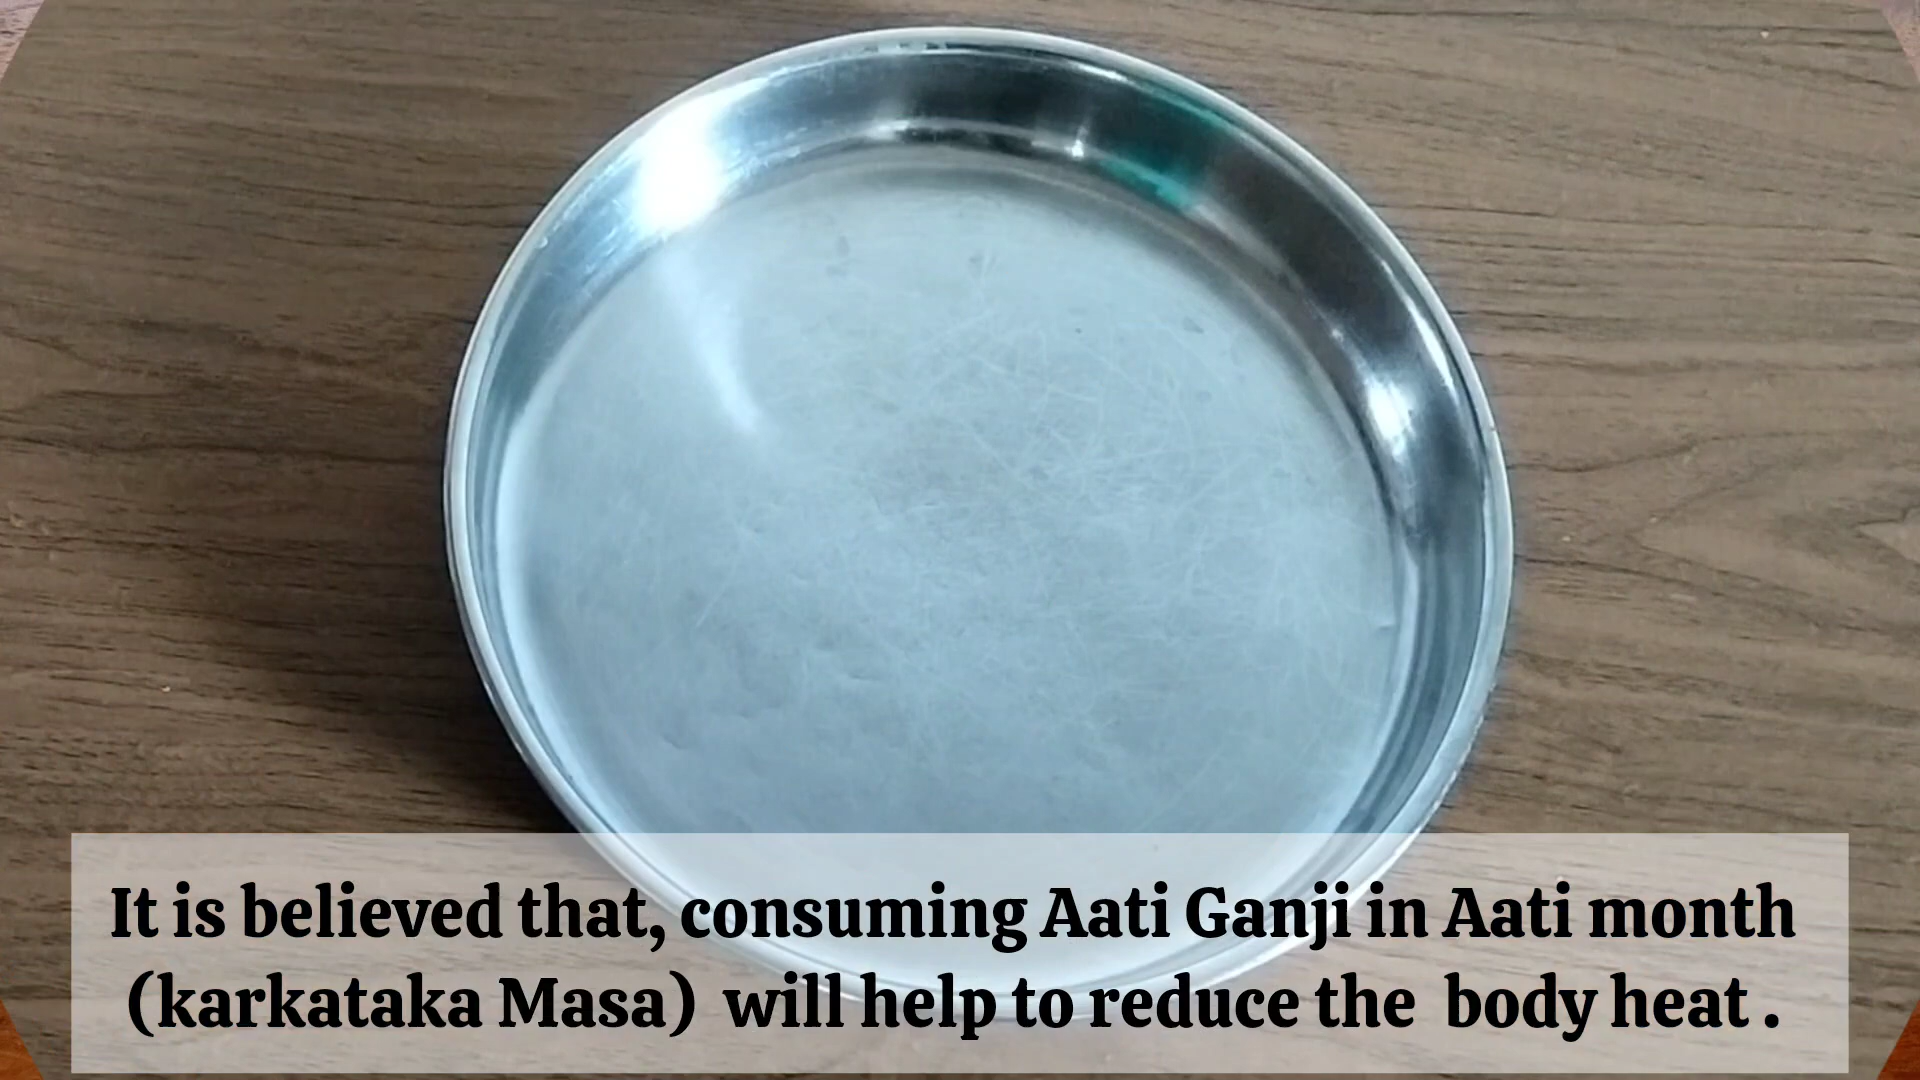 It is believed that, consuming Aati Ganji in Aati month
(karkataka Masa) will help to reduce the body heat .